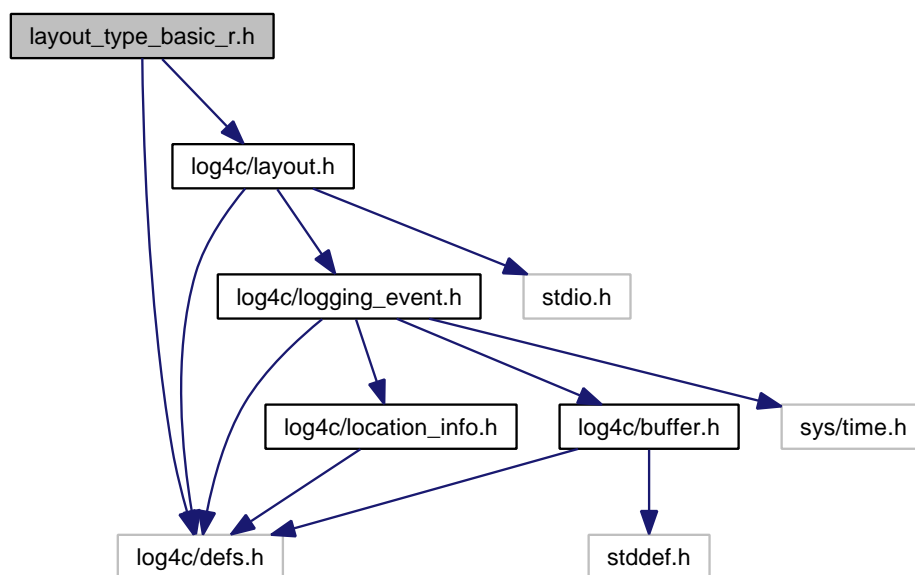 layout_type_basic_r.h
log4c/layout.h
log4c/logging_event.h
stdio.h
log4c/location_info.h
log4c/buffer.h
sys/time.h
log4c/defs.h
stddef.h